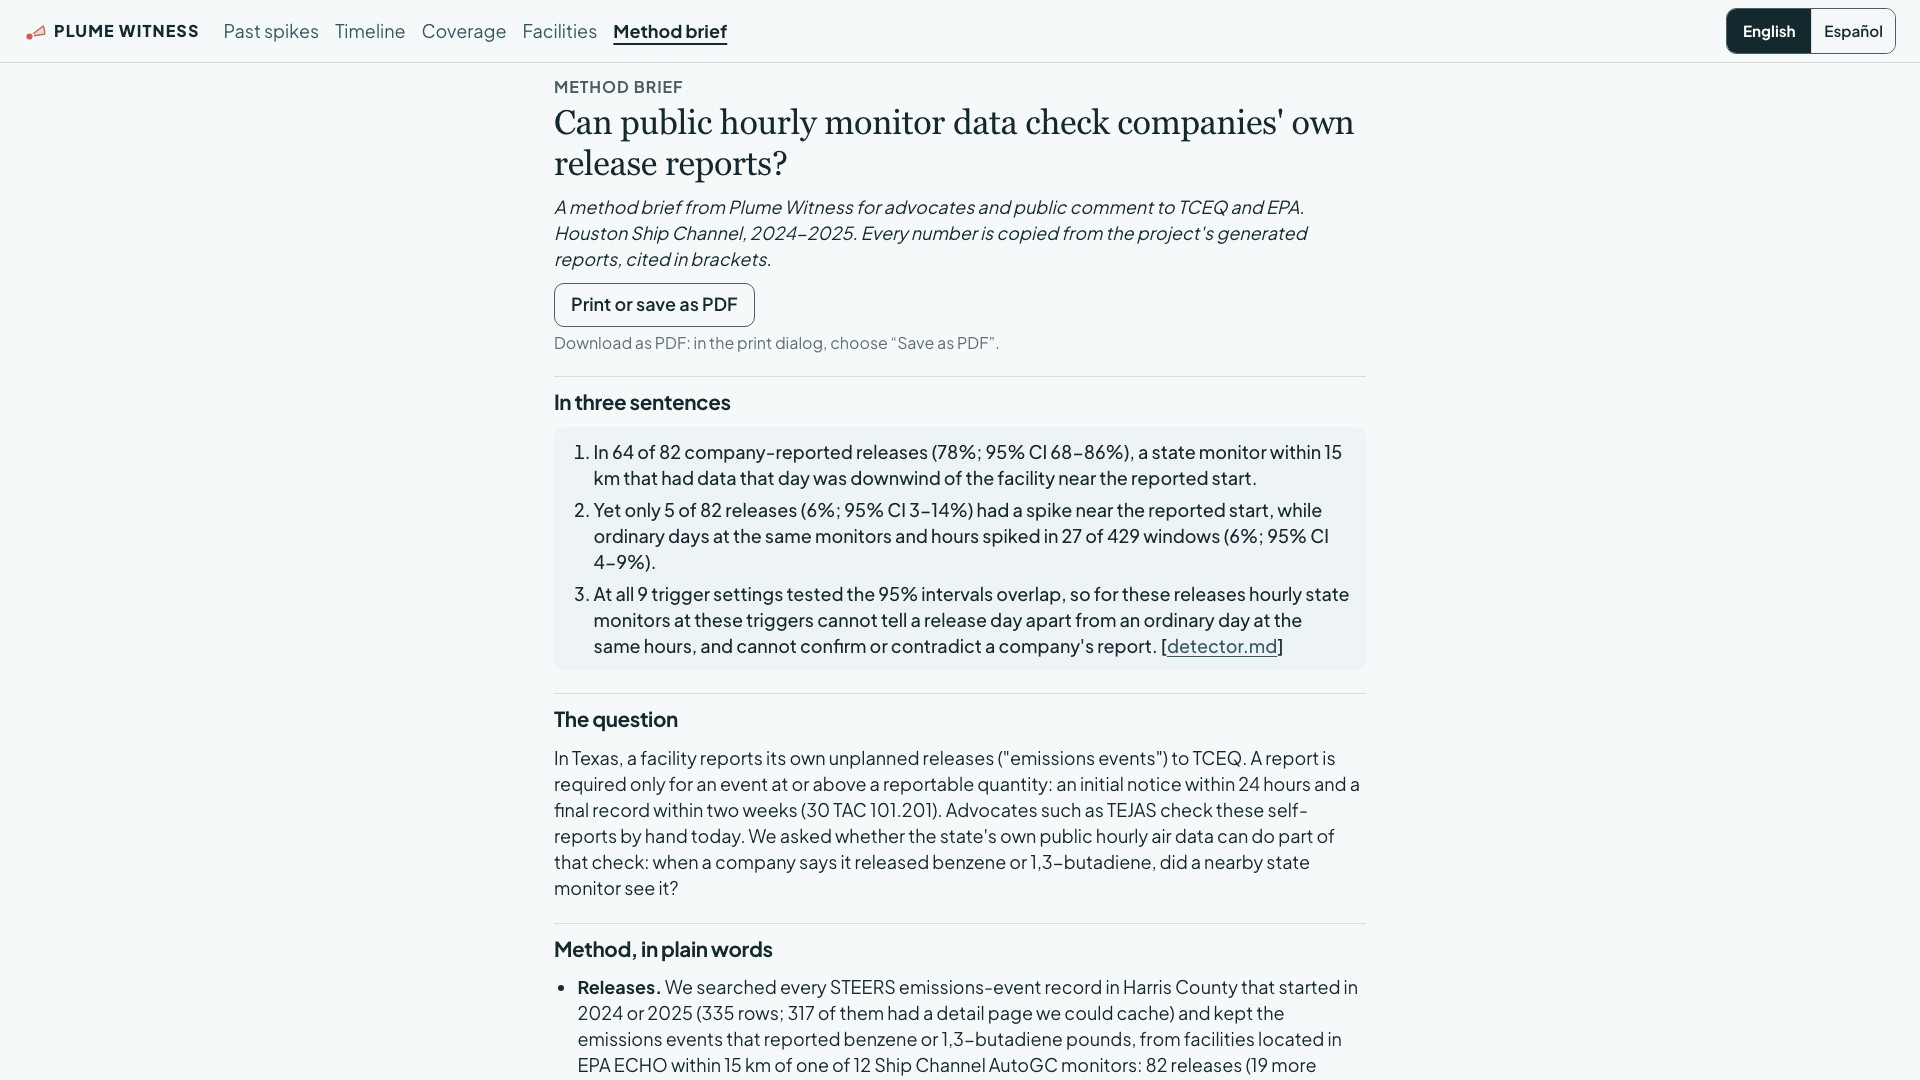 PLUME WITNESS
Past spikes
Timeline
Coverage
Facilities
Method brief
English
Español
METHOD BRIEF
Can public hourly monitor data check companies' own
release reports?
A method brief from Plume Witness for advocates and public comment to TCEQ and EPA.
Houston Ship Channel, 2024–2025. Every number is copied from the project's generated
reports, cited in brackets.
Print or save as PDF
Download as PDF: in the print dialog, choose “Save as PDF”.
In three sentences
1. In 64 of 82 company-reported releases (78%; 95% CI 68–86%), a state monitor within 15
km that had data that day was downwind of the facility near the reported start.
2. Yet only 5 of 82 releases (6%; 95% CI 3–14%) had a spike near the reported start, while
ordinary days at the same monitors and hours spiked in 27 of 429 windows (6%; 95% CI
4–9%).
3. At all 9 trigger settings tested the 95% intervals overlap, so for these releases hourly state
monitors at these triggers cannot tell a release day apart from an ordinary day at the
same hours, and cannot confirm or contradict a company's report. [detector.md]
The question
In Texas, a facility reports its own unplanned releases ("emissions events") to TCEQ. A report is
required only for an event at or above a reportable quantity: an initial notice within 24 hours and a
final record within two weeks (30 TAC 101.201). Advocates such as TEJAS check these self-
reports by hand today. We asked whether the state's own public hourly air data can do part of
that check: when a company says it released benzene or 1,3-butadiene, did a nearby state
monitor see it?
Method, in plain words
• Releases. We searched every STEERS emissions-event record in Harris County that started in
2024 or 2025 (335 rows; 317 of them had a detail page we could cache) and kept the
emissions events that reported benzene or 1,3-butadiene pounds, from facilities located in
EPA ECHO within 15 km of one of 12 Ship Channel AutoGC monitors: 82 releases (19 more